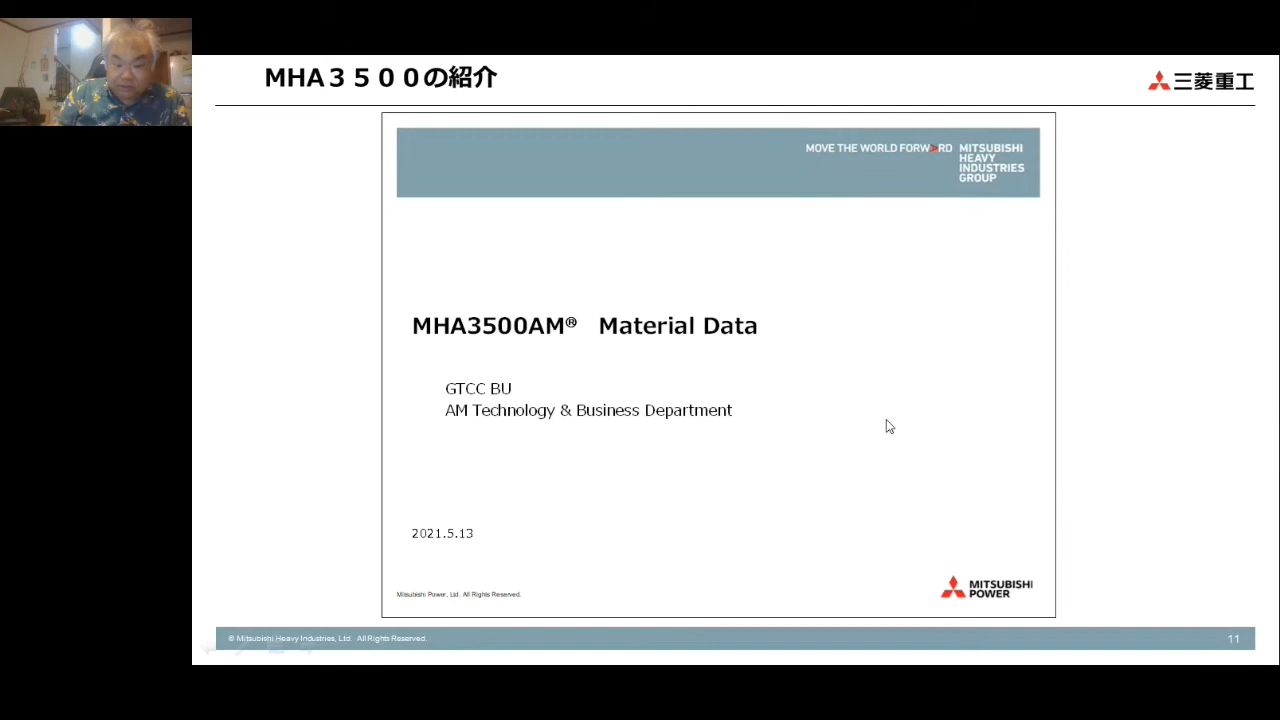 MHA３５００の紹介
三菱重工
MOVE THE WORLD FORWARD
MITSUBISHI
HEAVY
INDUSTRIES
GROUP
MHA3500AM® Material Data
GTCC BU
AM Technology & Business Department
2021.5.13
Mitsubishi Power, Ltd. All Rights Reserved.
MITSUBISHI
POWER
© Mitsubishi Heavy Industries, Ltd. All Rights Reserved.
11